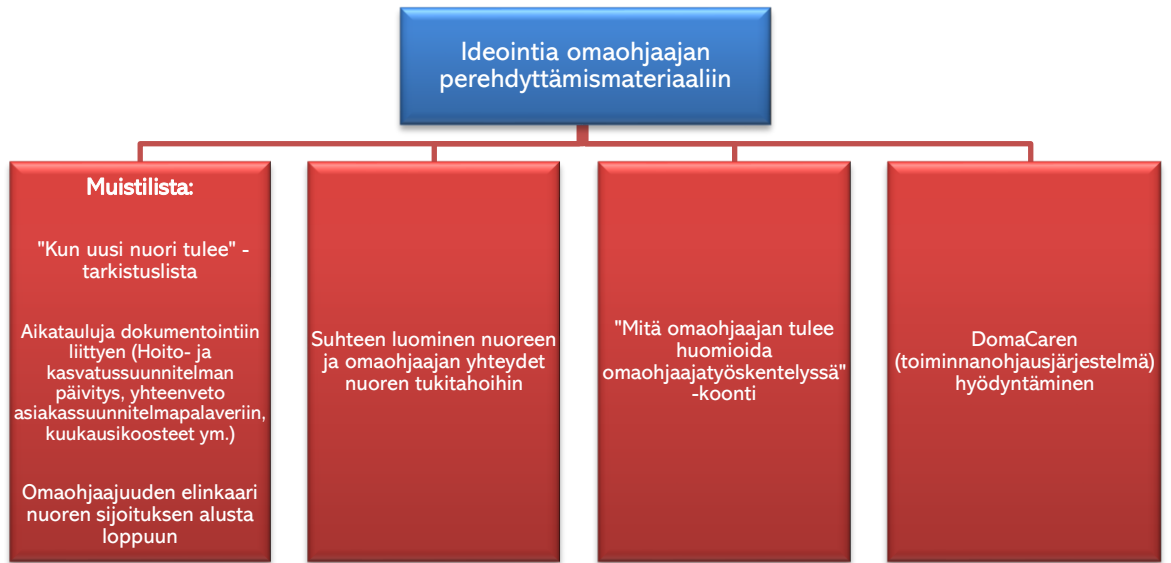 Ideointia omaohjaajan
perehdyttämismateriaaliin
Muistilista:
"Kun uusi nuori tulee" -
tarkistuslista
Aikatauluja dokumentointiin
liittyen (Hoito- ja
kasvatussuunnitelman
päivitys, yhteenveto
asiakassuunnitelmapalaveriin,
kuukausikoosteet ym.)
Omaohjaajuuden elinkaari
nuoren sijoituksen alusta
loppuun
Suhteen luominen nuoreen
ja omaohjaajan yhteydet
nuoren tukitahoihin
"Mitä omaohjaajan tulee
huomioida
omaohjaajatyöskentelyssä"
-koonti
DomaCaren
(toiminnanohjausjärjestelmä)
hyödyntäminen